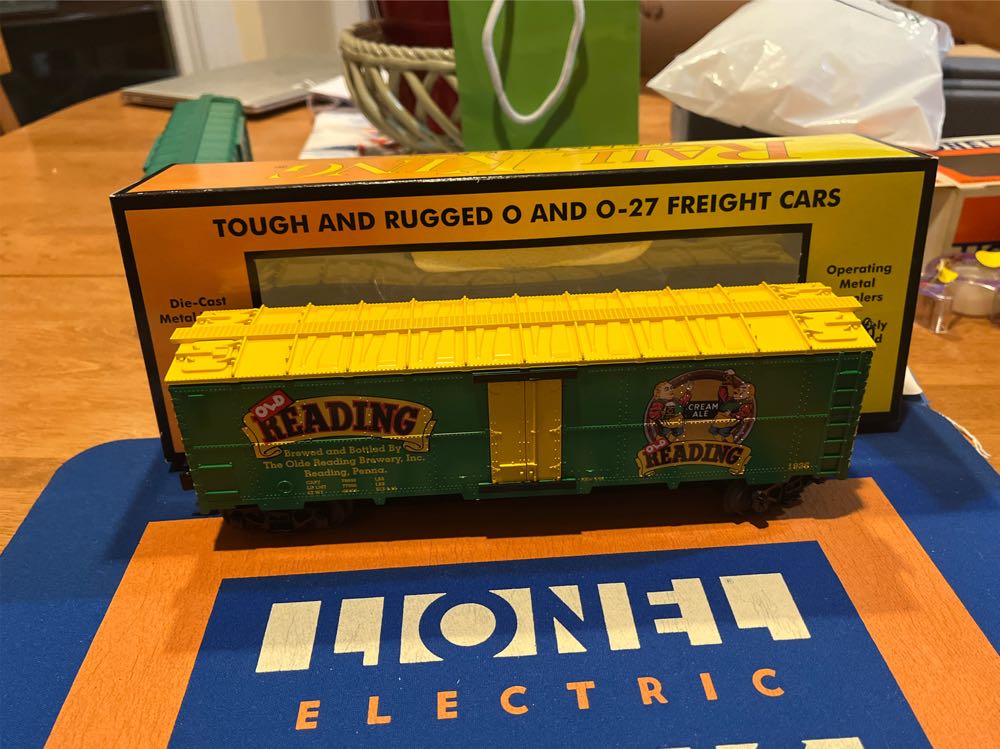 RAIL KING
TOUGH AND RUGGED O AND O-27 FREIGHT CARS
Die-Cast
Metal
Operating
Metal
OLD
READING
Brewed and Bottled By
The Olde Reading Brewery, Inc.
Reading, Penna.
CREAM
ALE
OLD
READING
1996
LIONEL
ELECTRIC